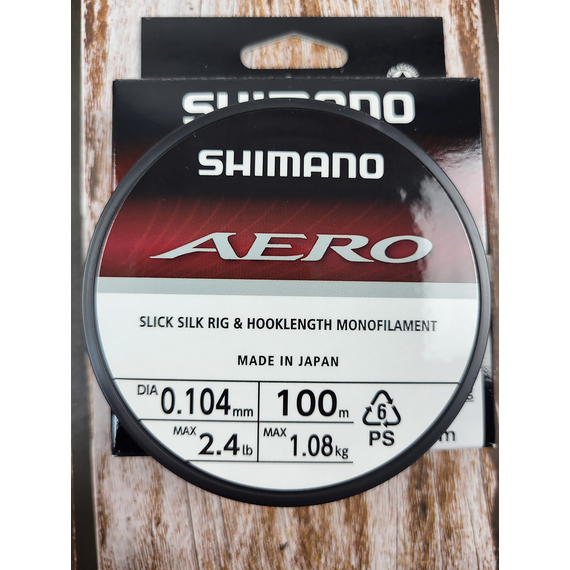 SHIMANO
SHIMANO
AERO
SLICK SILK RIG & HOOKLENGTH MONOFILAMENT
MADE IN JAPAN
DIA 0.104mm 100m
MAX 2.4lb MAX 1.08kg
6
PS
m